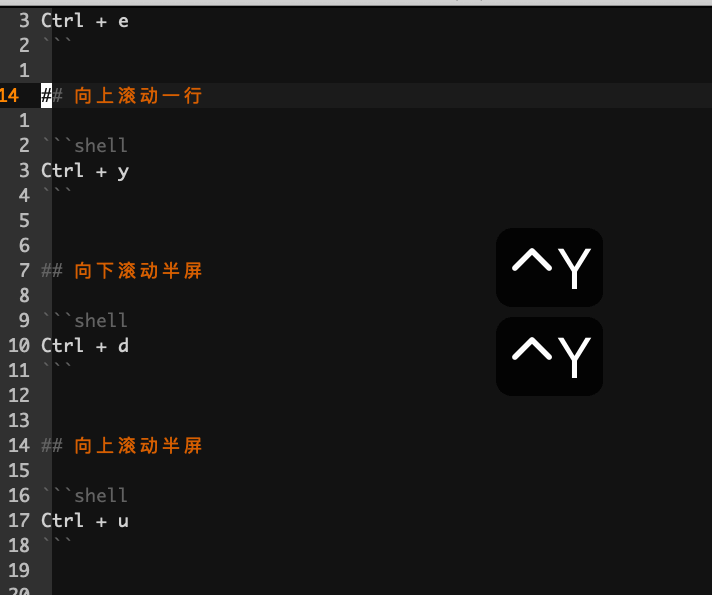 3 Ctrl + e
2 ```
1
14 ## 向上滚动一行
1
2 ```shell
3 Ctrl + y
4 ```
5
6
7 ## 向下滚动半屏
8
9 ```shell
10 Ctrl + d
11 ```
12
13
14 ## 向上滚动半屏
15
16 ```shell
17 Ctrl + u
18 ```
19
20
^Y
^Y